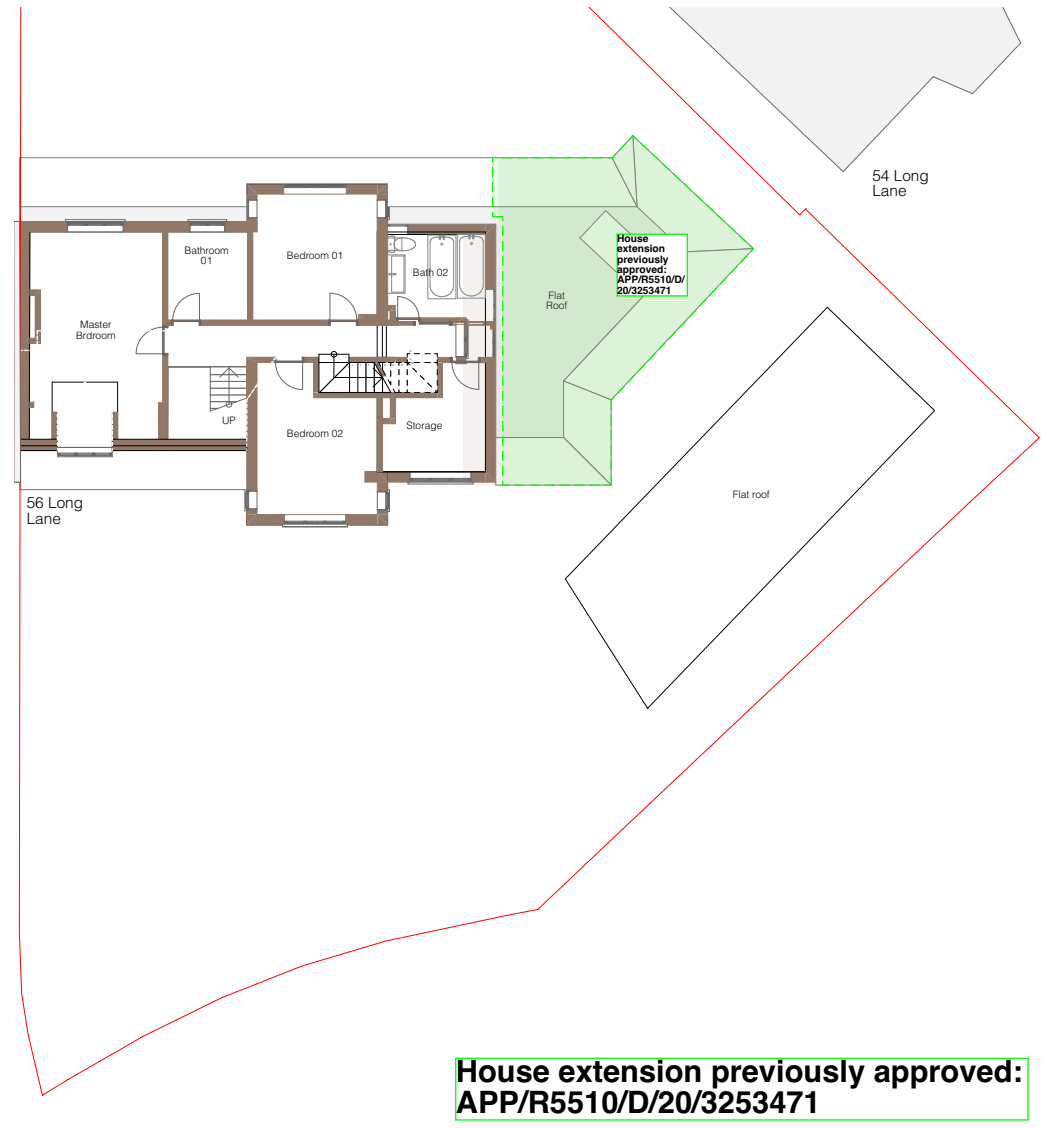 54 Long
Lane
House
extension
previously
approved:
APP/R5510/D/
20/3253471
Bathroom
01
Bedroom 01
Bath 02
Flat
Roof
Master
Brdroom
UP
Bedroom 02
Storage
56 Long
Lane
Flat roof
House extension previously approved:
APP/R5510/D/20/3253471